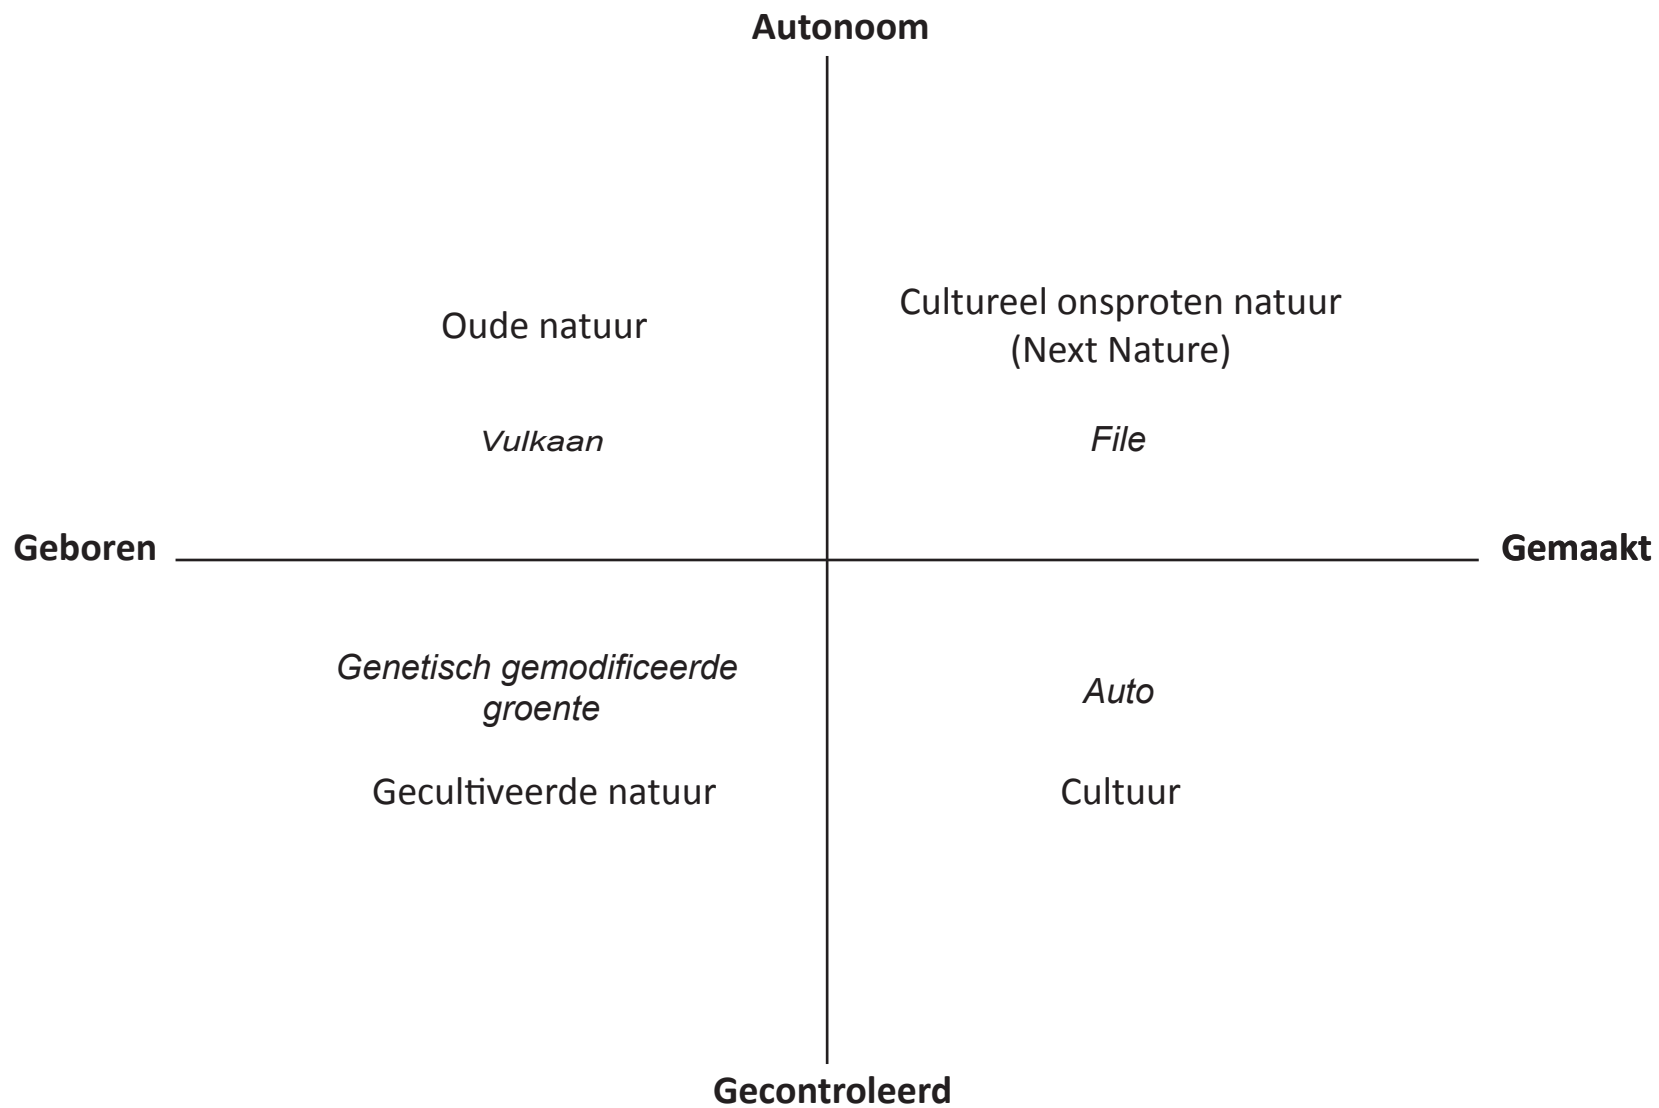 Autonoom
Oude natuur
Cultureel onsproten natuur
(Next Nature)
Vulkaan
File
Geboren
Gemaakt
Genetisch gemodificeerde
groente
Auto
Gecultiveerde natuur
Cultuur
Gecontroleerd